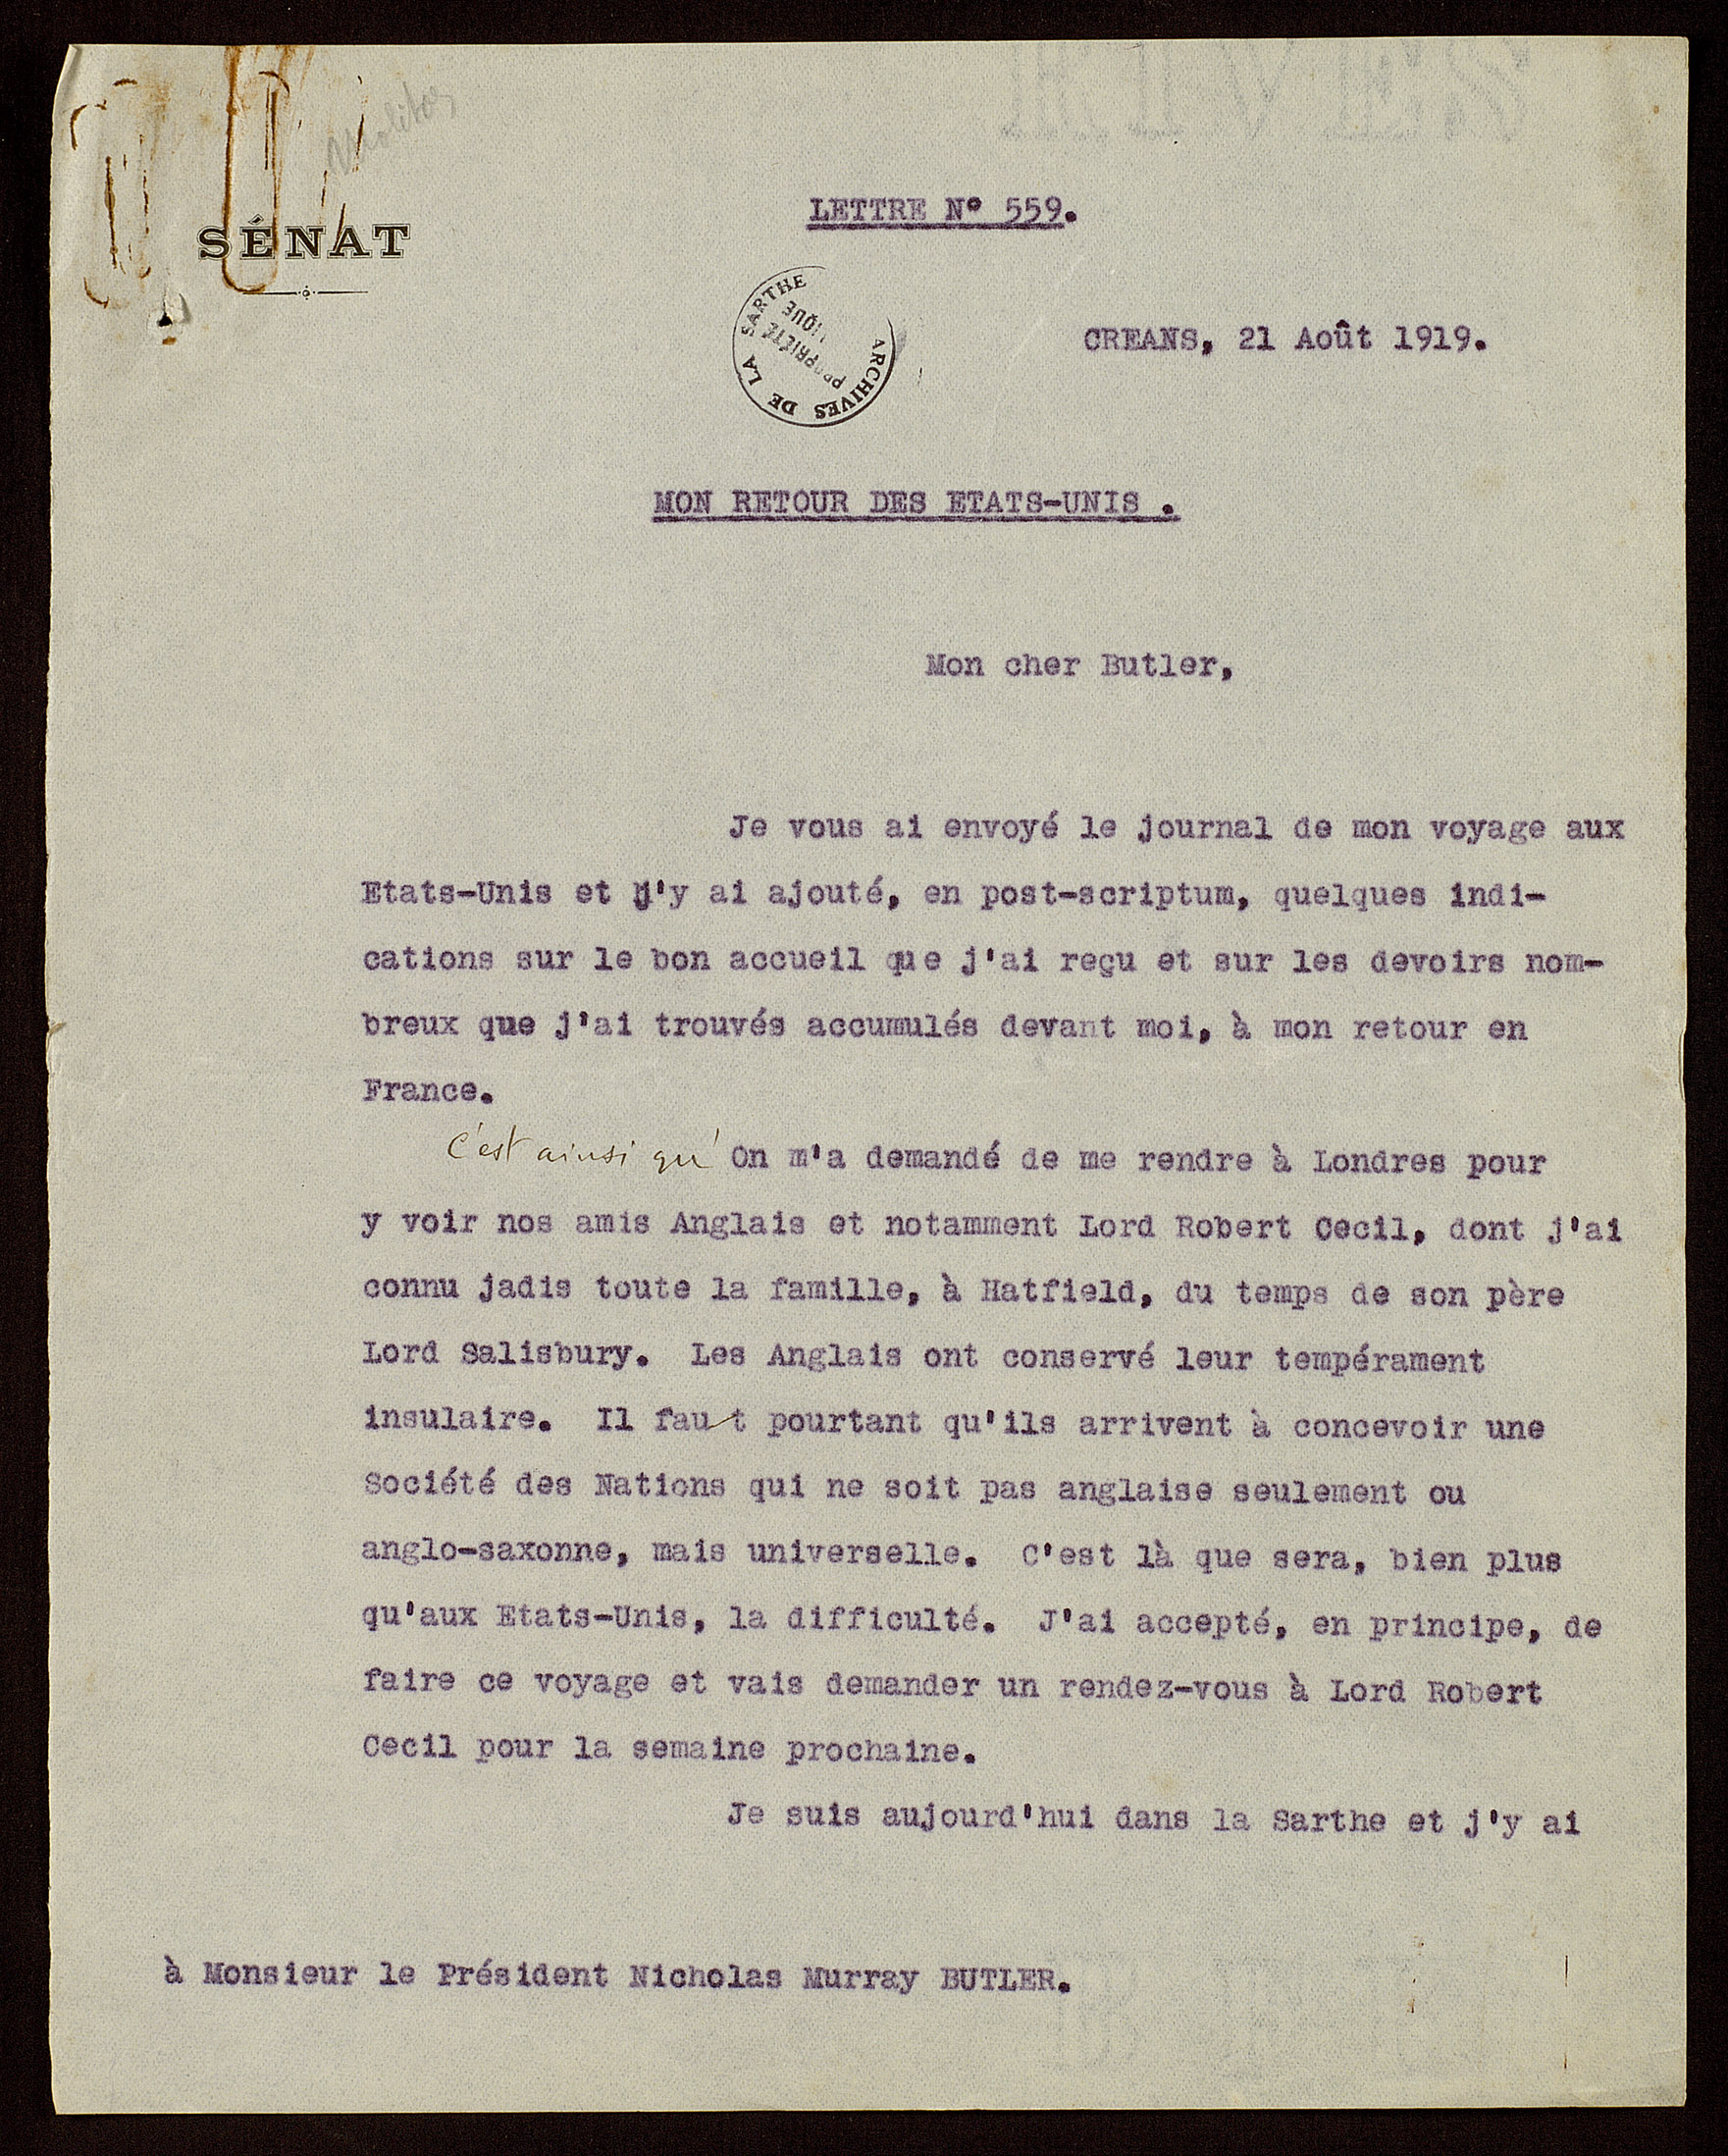 SÉNAT
LETTRE N° 559.
ARCHIVES DE LA SARTHE
CREANS, 21 Août 1919.
MON RETOUR DES ETATS-UNIS .
Mon cher Butler,
Je vous ai envoyé le journal de mon voyage aux
Etats-Unis et j'y ai ajouté, en post-scriptum, quelques indi-
cations sur le bon accueil que j'ai reçu et sur les devoirs nom-
breux que j'ai trouvés accumulés devant moi, à mon retour en
France.
C'est ainsi qu' On m'a demandé de me rendre à Londres pour
y voir nos amis Anglais et notamment Lord Robert Cecil, dont j'ai
connu jadis toute la famille, à Hatfield, du temps de son père
Lord Salisbury. Les Anglais ont conservé leur tempérament
insulaire. Il faut pourtant qu'ils arrivent à concevoir une
Société des Nations qui ne soit pas anglaise seulement ou
anglo-saxonne, mais universelle. C'est là que sera, bien plus
qu'aux Etats-Unis, la difficulté. J'ai accepté, en principe, de
faire ce voyage et vais demander un rendez-vous à Lord Robert
Cecil pour la semaine prochaine.
Je suis aujourd'hui dans la Sarthe et j'y ai
à Monsieur le Président Nicholas Murray BUTLER.